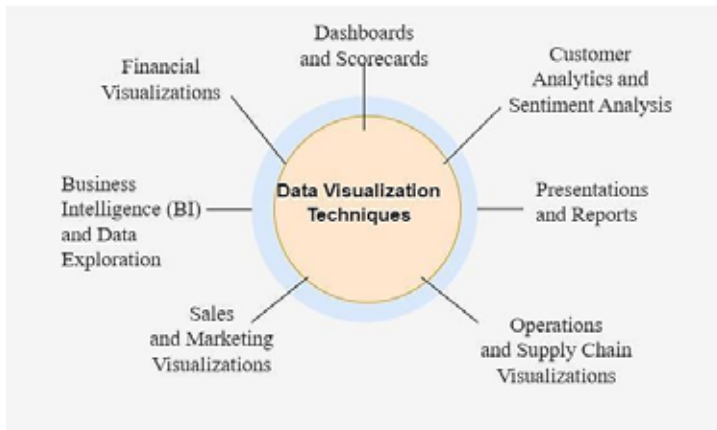 Dashboards
and Scorecards
Financial
Visualizations
Customer
Analytics and
Sentiment Analysis
Business
Intelligence (BI)
and Data
Exploration
Data Visualization
Techniques
Presentations
and Reports
Sales
and Marketing
Visualizations
Operations
and Supply Chain
Visualizations